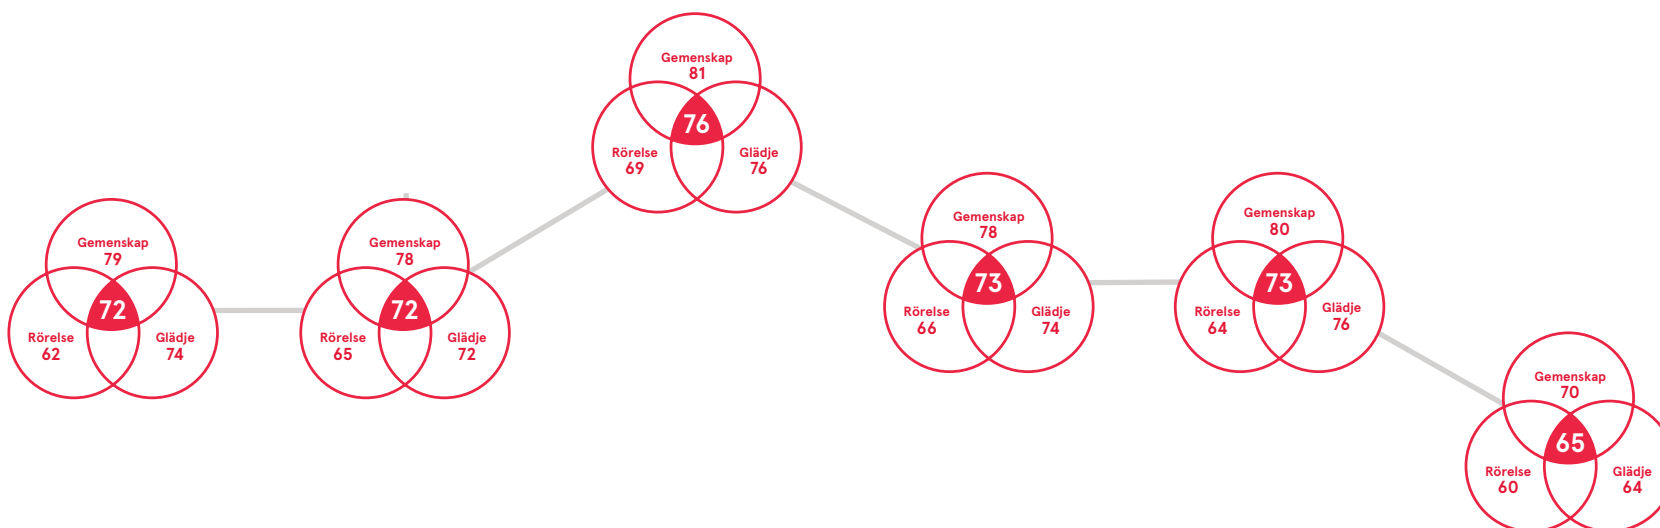 Gemenskap
79
72
Rörelse
62
Glädje
74
Gemenskap
78
72
Rörelse
65
Glädje
72
Gemenskap
81
76
Rörelse
69
Glädje
76
Gemenskap
78
73
Rörelse
66
Glädje
74
Gemenskap
80
73
Rörelse
64
Glädje
76
Gemenskap
70
65
Rörelse
60
Glädje
64